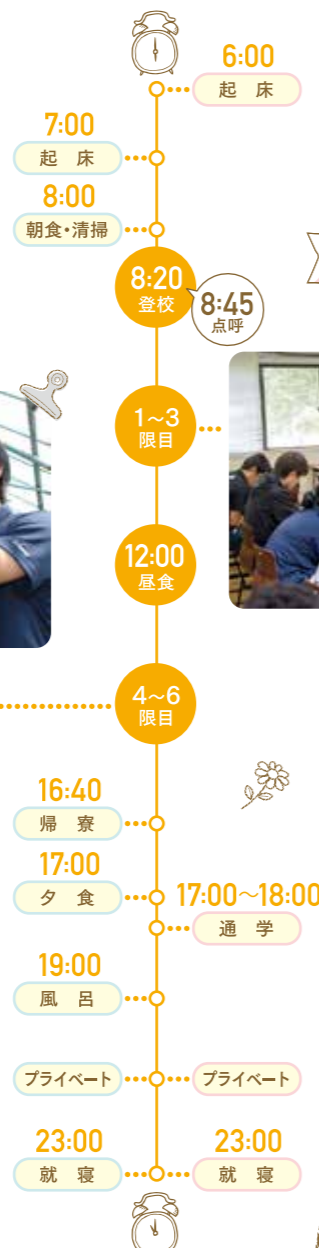 6:00
起 床
7:00
起 床
8:00
朝食・清掃
8:20
登校
8:45
点呼
1〜3
限目
12:00
昼食
4〜6
限目
16:40
帰 寮
17:00
夕 食
17:00〜18:00
通 学
19:00
風 呂
プライベート
プライベート
23:00
就 寝
23:00
就 寝